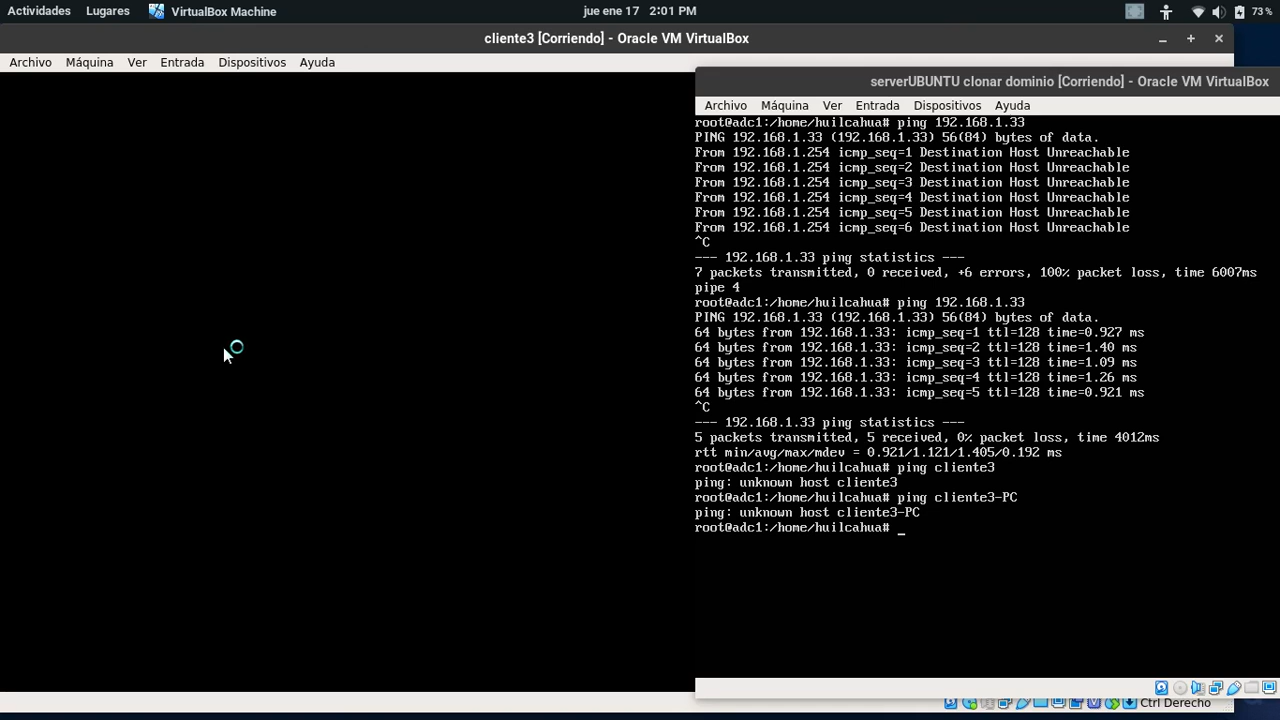 Actividades Lugares VirtualBox Machine jue ene 17 2:01 PM 73 %
cliente3 [Corriendo] - Oracle VM VirtualBox
Archivo Máquina Ver Entrada Dispositivos Ayuda
serverUBUNTU clonar dominio [Corriendo] - Oracle VM VirtualBox
Archivo Máquina Ver Entrada Dispositivos Ayuda
root@adc1:/home/huilcahua# ping 192.168.1.33
PING 192.168.1.33 (192.168.1.33) 56(84) bytes of data.
From 192.168.1.254 icmp_seq=1 Destination Host Unreachable
From 192.168.1.254 icmp_seq=2 Destination Host Unreachable
From 192.168.1.254 icmp_seq=3 Destination Host Unreachable
From 192.168.1.254 icmp_seq=4 Destination Host Unreachable
From 192.168.1.254 icmp_seq=5 Destination Host Unreachable
From 192.168.1.254 icmp_seq=6 Destination Host Unreachable
^C
--- 192.168.1.33 ping statistics ---
7 packets transmitted, 0 received, +6 errors, 100% packet loss, time 6007ms
pipe 4
root@adc1:/home/huilcahua# ping 192.168.1.33
PING 192.168.1.33 (192.168.1.33) 56(84) bytes of data.
64 bytes from 192.168.1.33: icmp_seq=1 ttl=128 time=0.927 ms
64 bytes from 192.168.1.33: icmp_seq=2 ttl=128 time=1.40 ms
64 bytes from 192.168.1.33: icmp_seq=3 ttl=128 time=1.09 ms
64 bytes from 192.168.1.33: icmp_seq=4 ttl=128 time=1.26 ms
64 bytes from 192.168.1.33: icmp_seq=5 ttl=128 time=0.921 ms
^C
--- 192.168.1.33 ping statistics ---
5 packets transmitted, 5 received, 0% packet loss, time 4012ms
rtt min/avg/max/mdev = 0.921/1.121/1.405/0.192 ms
root@adc1:/home/huilcahua# ping cliente3
ping: unknown host cliente3
root@adc1:/home/huilcahua# ping cliente3-PC
ping: unknown host cliente3-PC
root@adc1:/home/huilcahua# _
Ctrl Derecho